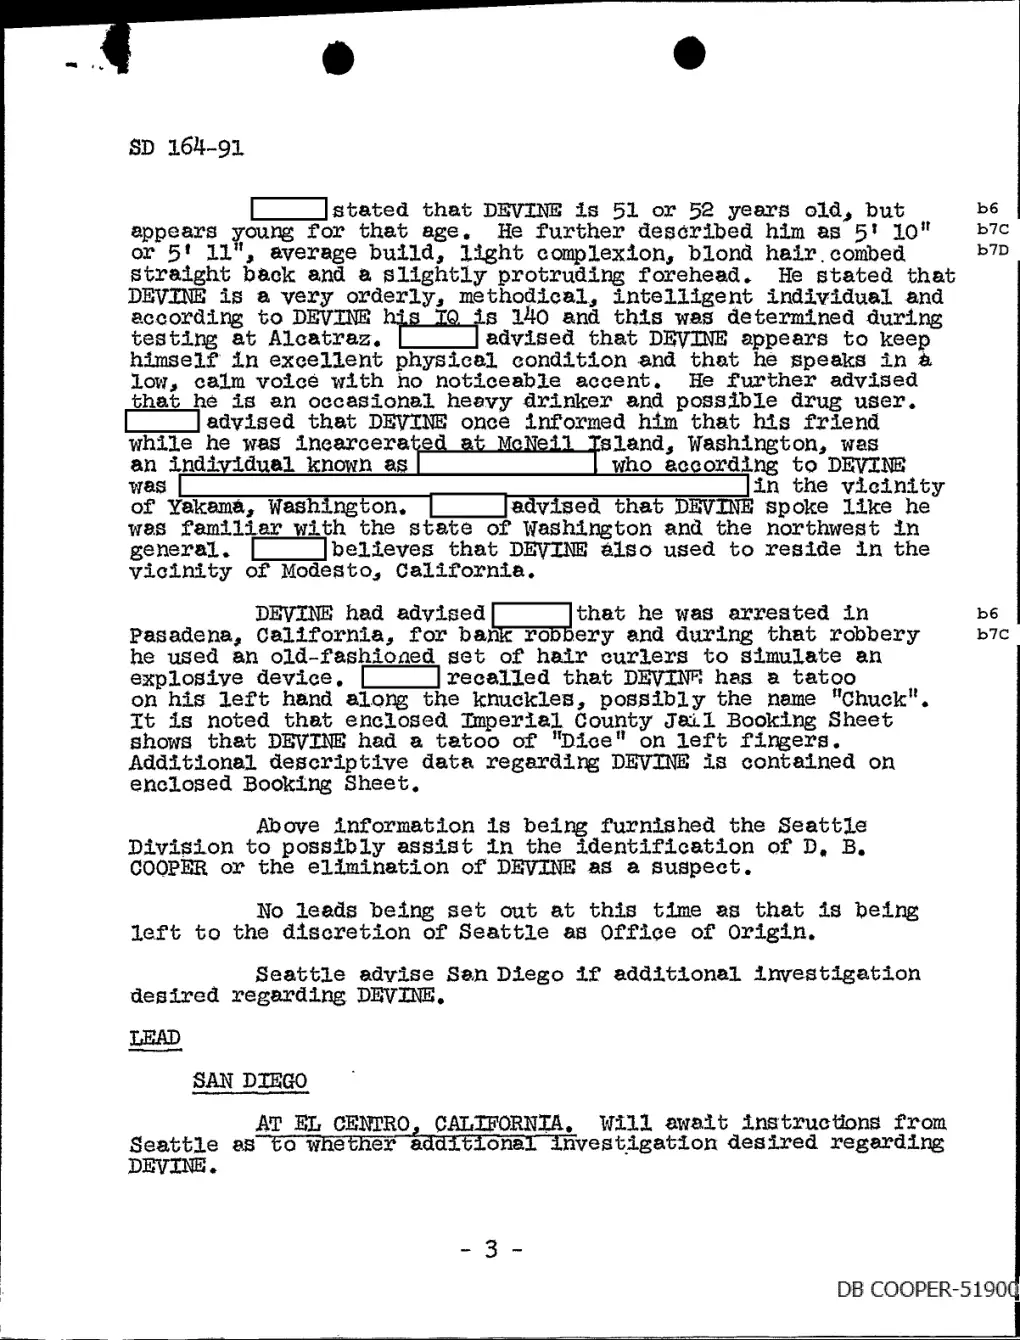 SD 164-91
stated that DEVINE is 51 or 52 years old, but b6
appears young for that age. He further described him as 5' 10" b7C
or 5' 11", average build, light complexion, blond hair combed b7D
straight back and a slightly protruding forehead. He stated that
DEVINE is a very orderly, methodical, intelligent individual and
according to DEVINE his IQ is 140 and this was determined during
testing at Alcatraz. advised that DEVINE appears to keep
himself in excellent physical condition and that he speaks in a
low, calm voice with no noticeable accent. He further advised
that he is an occasional heavy drinker and possible drug user.
advised that DEVINE once informed him that his friend
while he was incarcerated at McNeil Island, Washington, was
an individual known as who according to DEVINE
was in the vicinity
of Yakama, Washington. advised that DEVINE spoke like he
was familiar with the state of Washington and the northwest in
general. believes that DEVINE also used to reside in the
vicinity of Modesto, California.
DEVINE had advised that he was arrested in b6
Pasadena, California, for bank robbery and during that robbery b7C
he used an old-fashioned set of hair curlers to simulate an
explosive device. recalled that DEVINE has a tatoo
on his left hand along the knuckles, possibly the name "Chuck".
It is noted that enclosed Imperial County Jail Booking Sheet
shows that DEVINE had a tatoo of "Dice" on left fingers.
Additional descriptive data regarding DEVINE is contained on
enclosed Booking Sheet.
Above information is being furnished the Seattle
Division to possibly assist in the identification of D. B.
COOPER or the elimination of DEVINE as a suspect.
No leads being set out at this time as that is being
left to the discretion of Seattle as Office of Origin.
Seattle advise San Diego if additional investigation
desired regarding DEVINE.
LEAD
SAN DIEGO
AT EL CENTRO, CALIFORNIA. Will await instructions from
Seattle as to whether additional investigation desired regarding
DEVINE.
- 3 -
DB COOPER-51900